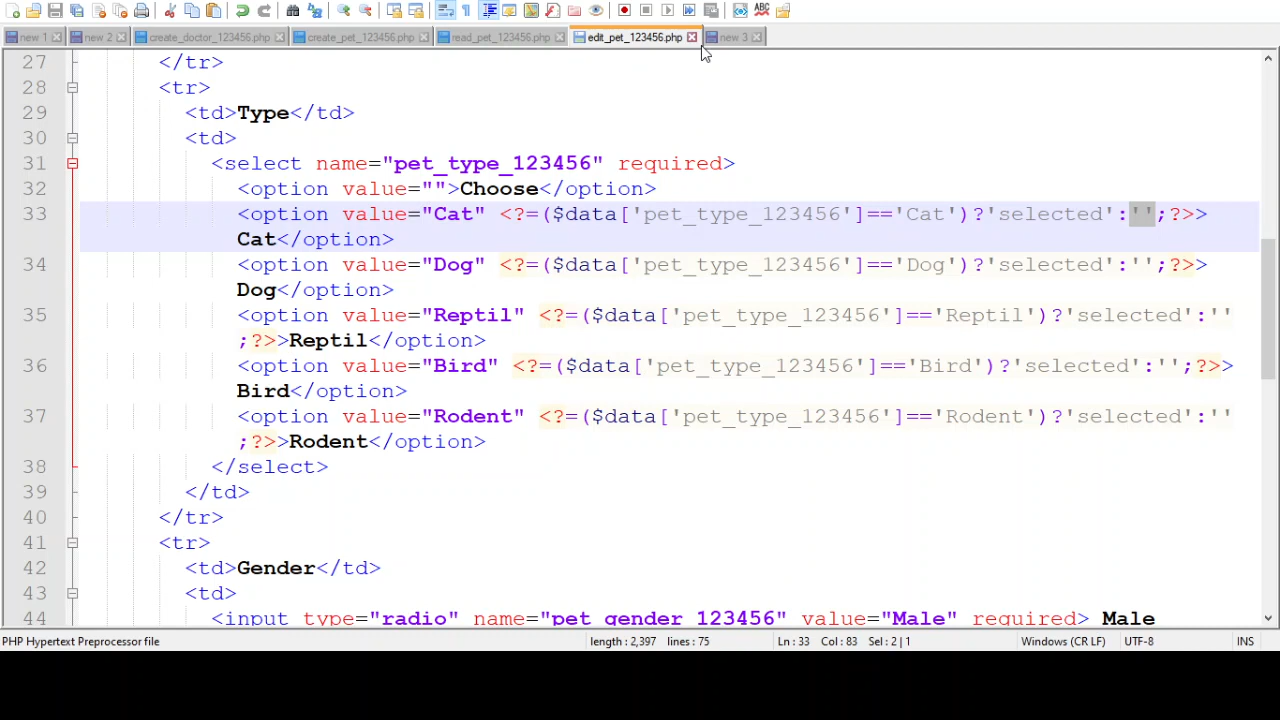 new 1
new 2
create_doctor_123456.php
create_pet_123456.php
read_pet_123456.php
edit_pet_123456.php
new 3
27 </tr>
28 <tr>
29 <td>Type</td>
30 <td>
31 <select name="pet_type_123456" required>
32 <option value="">Choose</option>
33 <option value="Cat" <?=($data['pet_type_123456']=='Cat')?'selected':'';?>>
Cat</option>
34 <option value="Dog" <?=($data['pet_type_123456']=='Dog')?'selected':'';?>>
Dog</option>
35 <option value="Reptil" <?=($data['pet_type_123456']=='Reptil')?'selected':''
;?>>Reptil</option>
36 <option value="Bird" <?=($data['pet_type_123456']=='Bird')?'selected':'';?>>
Bird</option>
37 <option value="Rodent" <?=($data['pet_type_123456']=='Rodent')?'selected':''
;?>>Rodent</option>
38 </select>
39 </td>
40 </tr>
41 <tr>
42 <td>Gender</td>
43 <td>
44 <input type="radio" name="pet_gender_123456" value="Male" required> Male
PHP Hypertext Preprocessor file length : 2,397 lines : 75 Ln : 33 Col : 83 Sel : 2 | 1 Windows (CR LF) UTF-8 INS